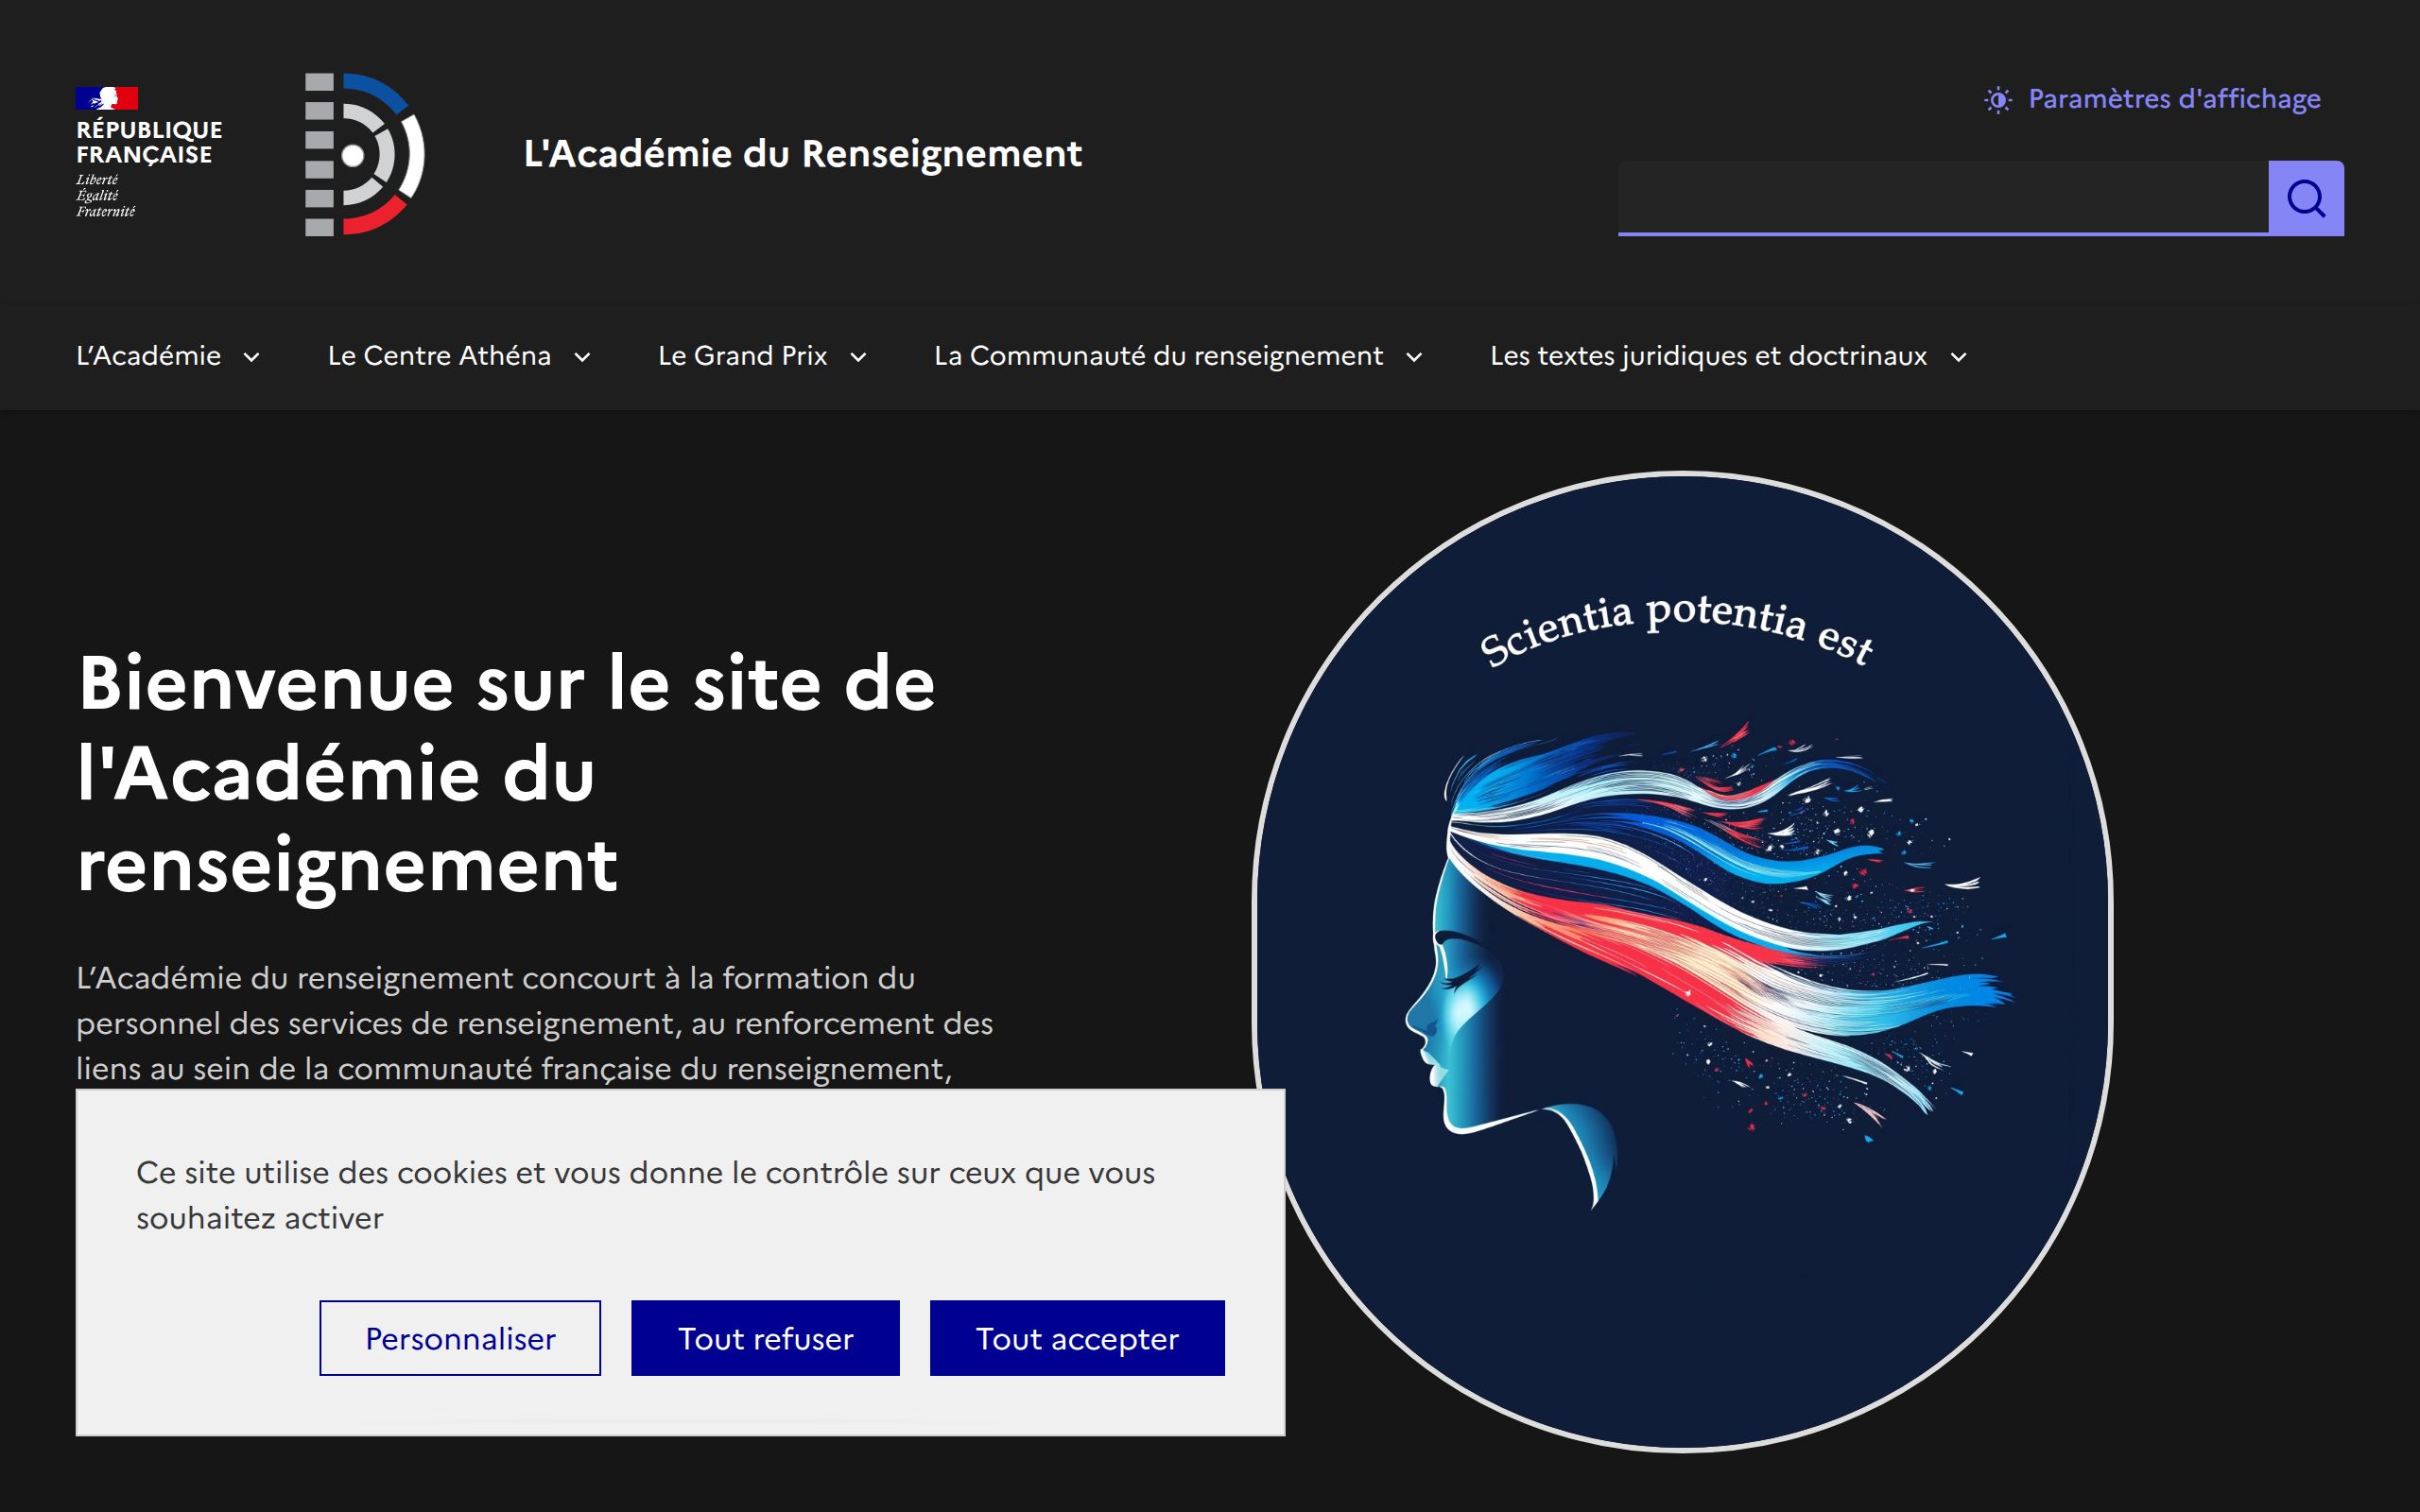 RÉPUBLIQUE
FRANÇAISE
Liberté
Égalité
Fraternité
L'Académie du Renseignement
Paramètres d'affichage
L’Académie
Le Centre Athéna
Le Grand Prix
La Communauté du renseignement
Les textes juridiques et doctrinaux
Bienvenue sur le site de
l'Académie du
renseignement
L’Académie du renseignement concourt à la formation du
personnel des services de renseignement, au renforcement des
liens au sein de la communauté française du renseignement,
Scientia potentia est
Ce site utilise des cookies et vous donne le contrôle sur ceux que vous
souhaitez activer
Personnaliser
Tout refuser
Tout accepter